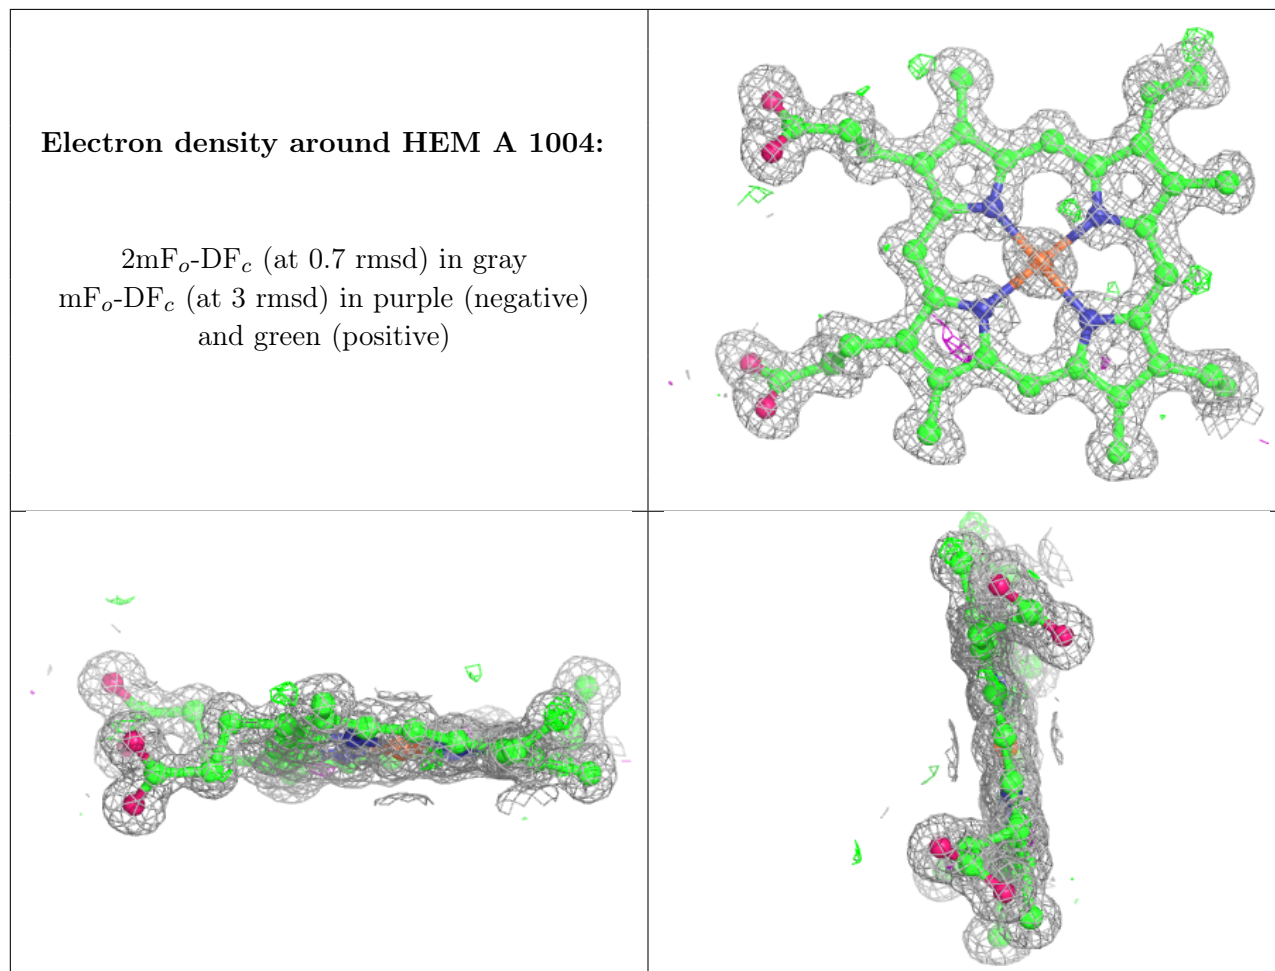 Electron density around HEM A 1004:
2mFo-DFc (at 0.7 rmsd) in gray
mFo-DFc (at 3 rmsd) in purple (negative)
and green (positive)